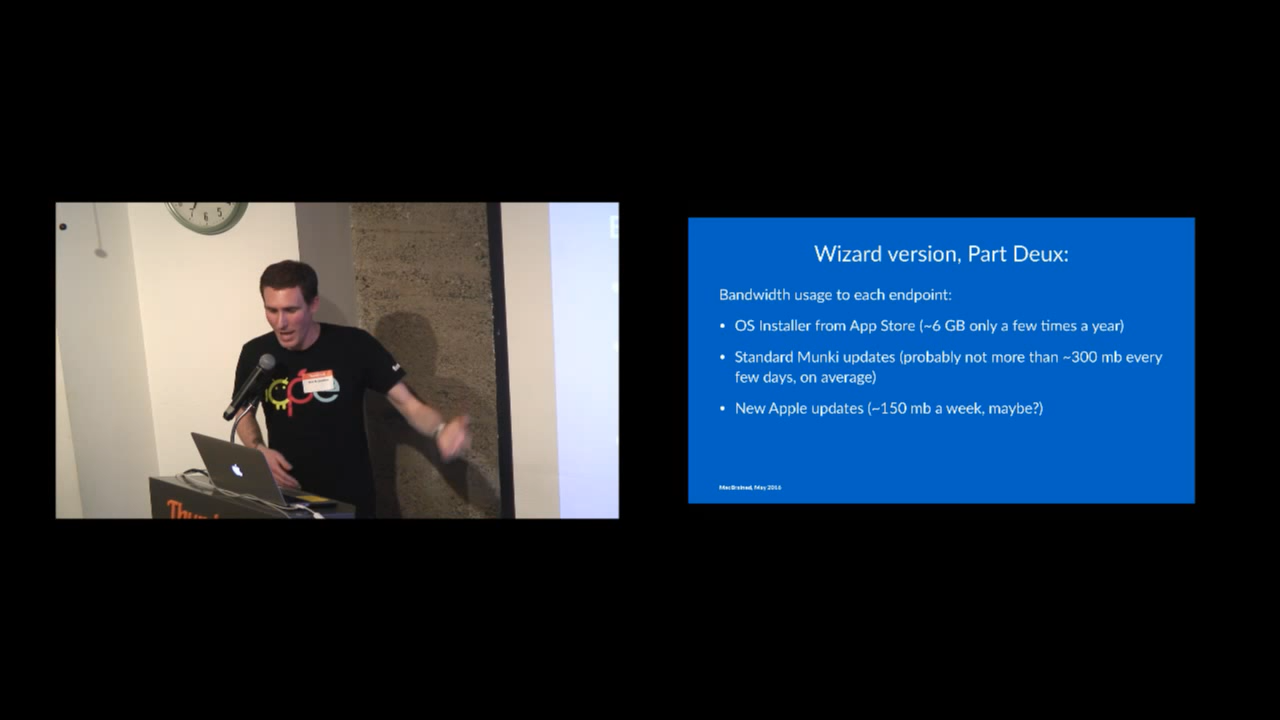 Wizard version, Part Deux:
Bandwidth usage to each endpoint:
• OS Installer from App Store (~6 GB only a few times a year)
• Standard Munki updates (probably not more than ~300 mb every
few days, on average)
• New Apple updates (~150 mb a week, maybe?)
MacBrained, May 2016
6 5